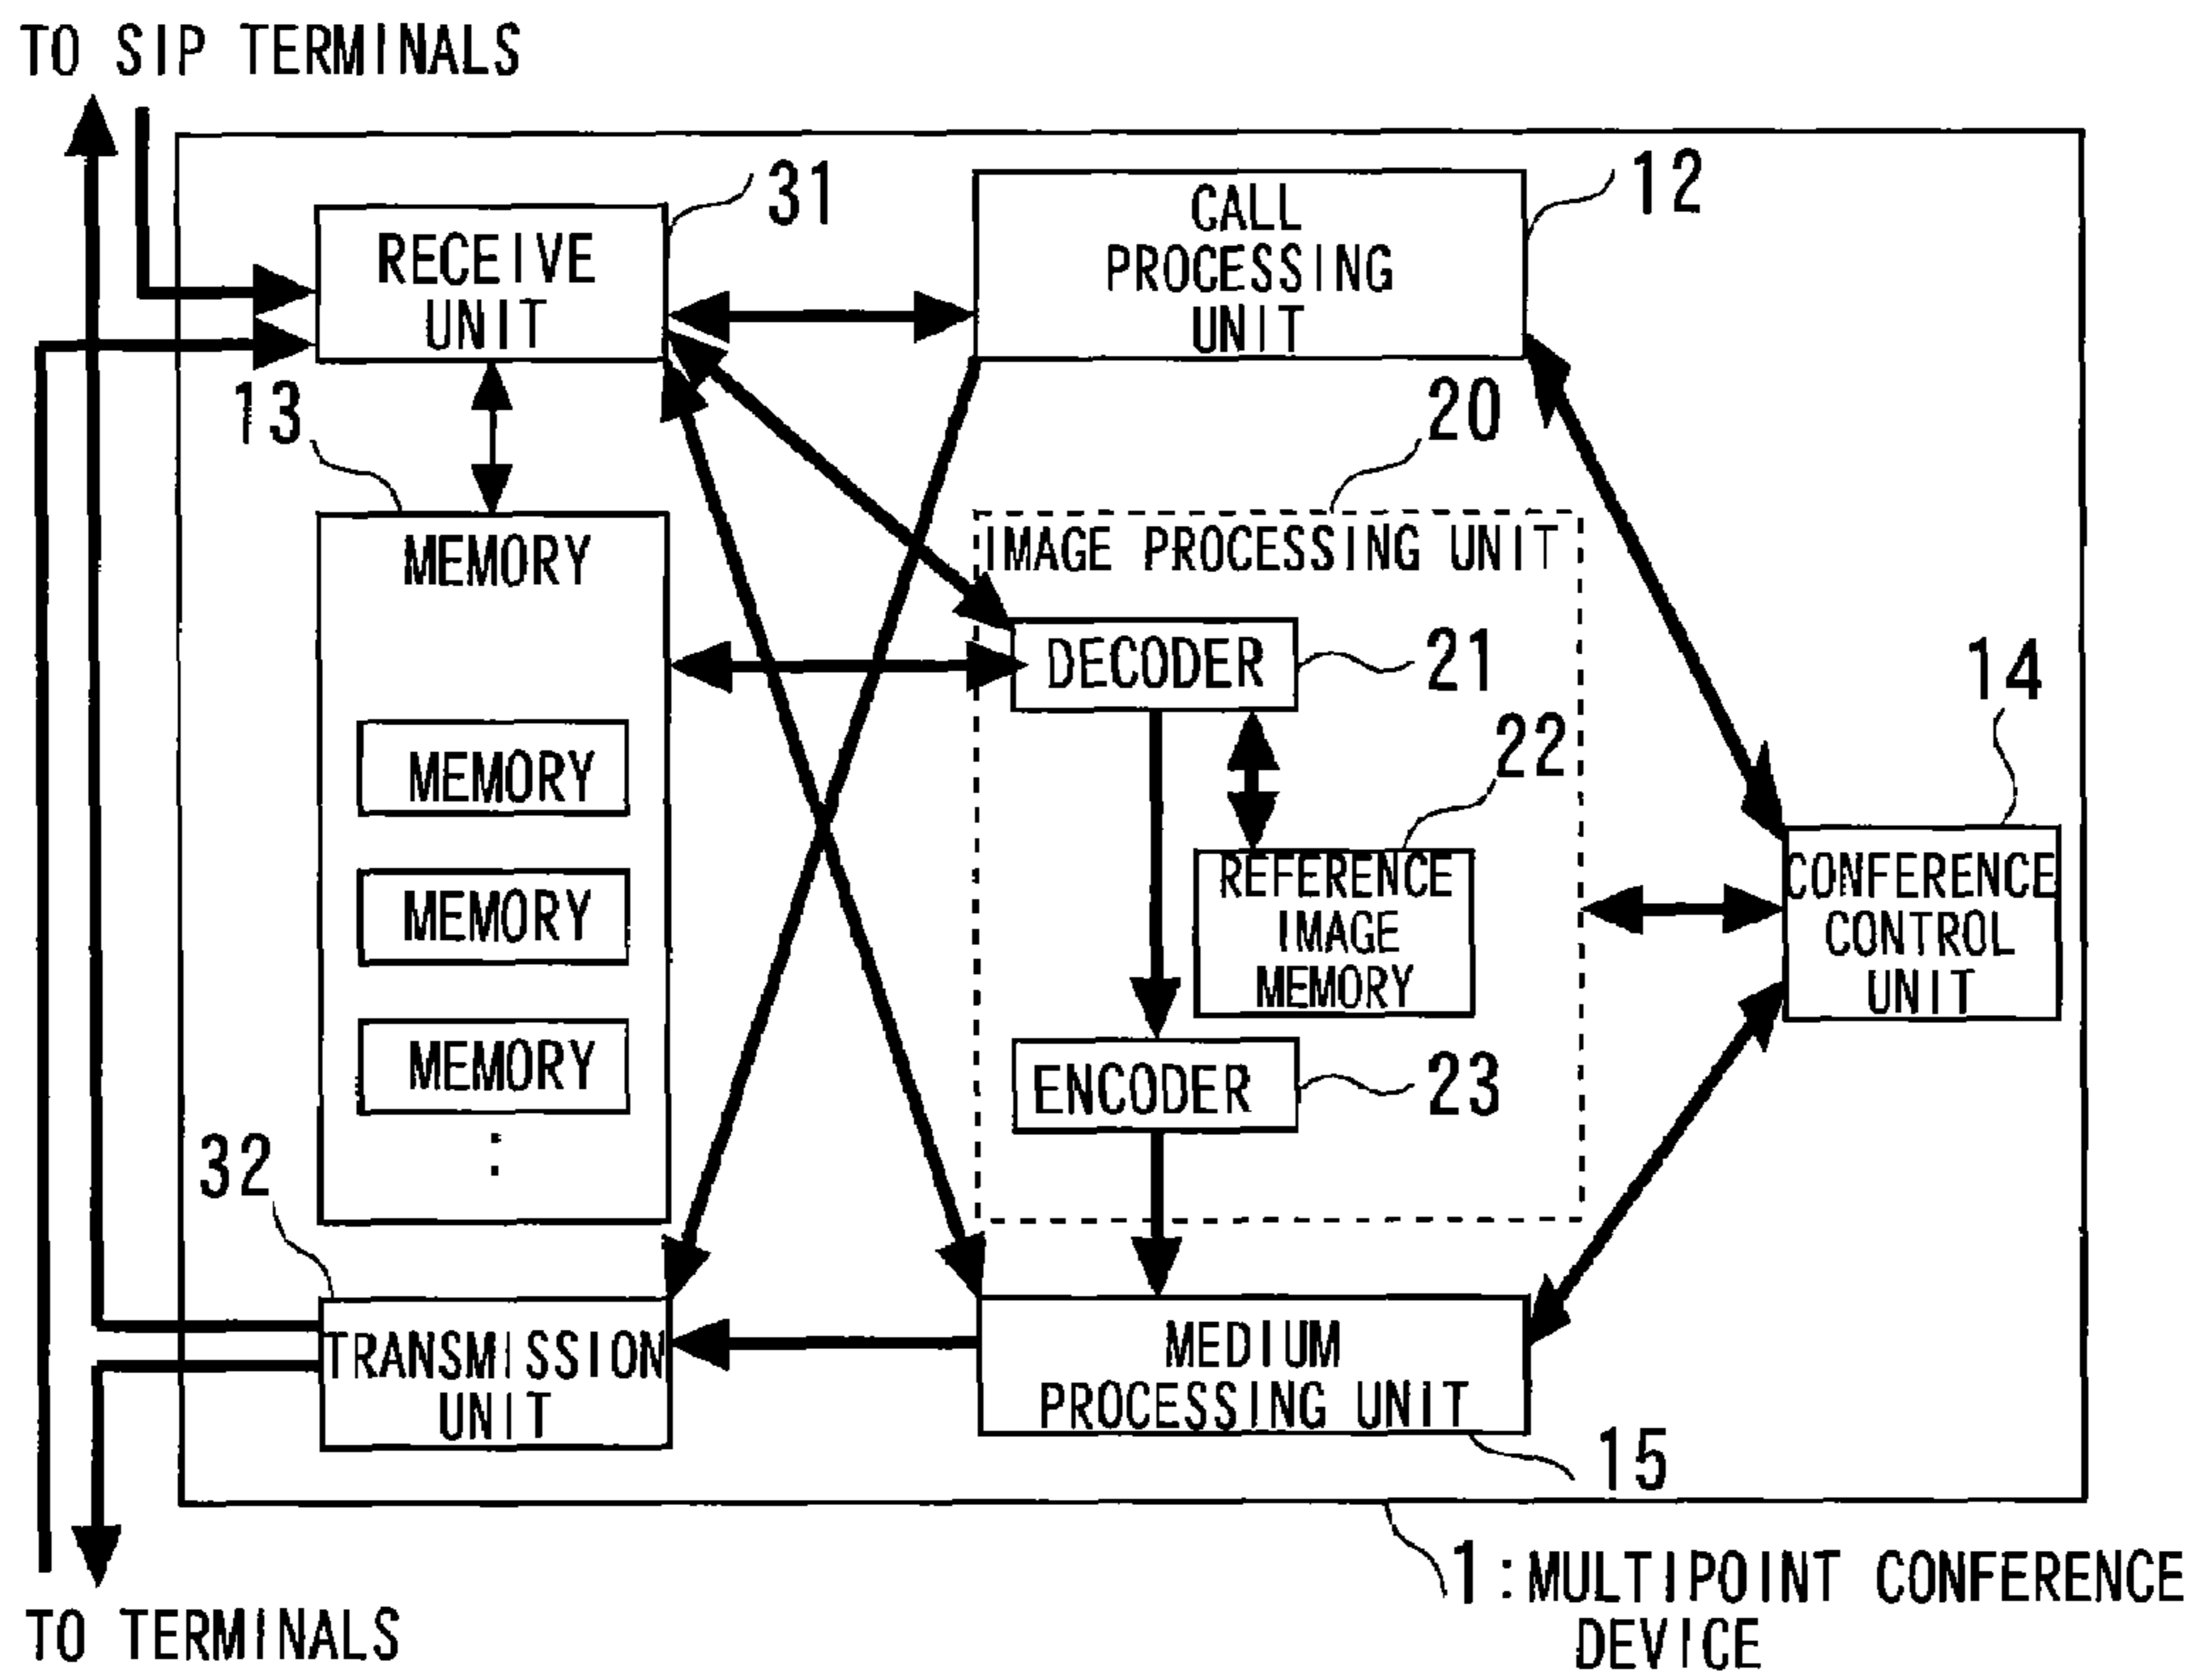 TO SIP TERMINALS
31
12
RECEIVE
UNIT
CALL
PROCESSING
UNIT
13
20
MEMORY
IMAGE PROCESSING UNIT
DECODER
21
14
22
MEMORY
REFERENCE
IMAGE
MEMORY
CONFERENCE
CONTROL
UNIT
MEMORY
MEMORY
:
ENCODER
23
32
TRANSMISSION
UNIT
MEDIUM
PROCESSING UNIT
15
1:MULTIPOINT CONFERENCE
DEVICE
TO TERMINALS